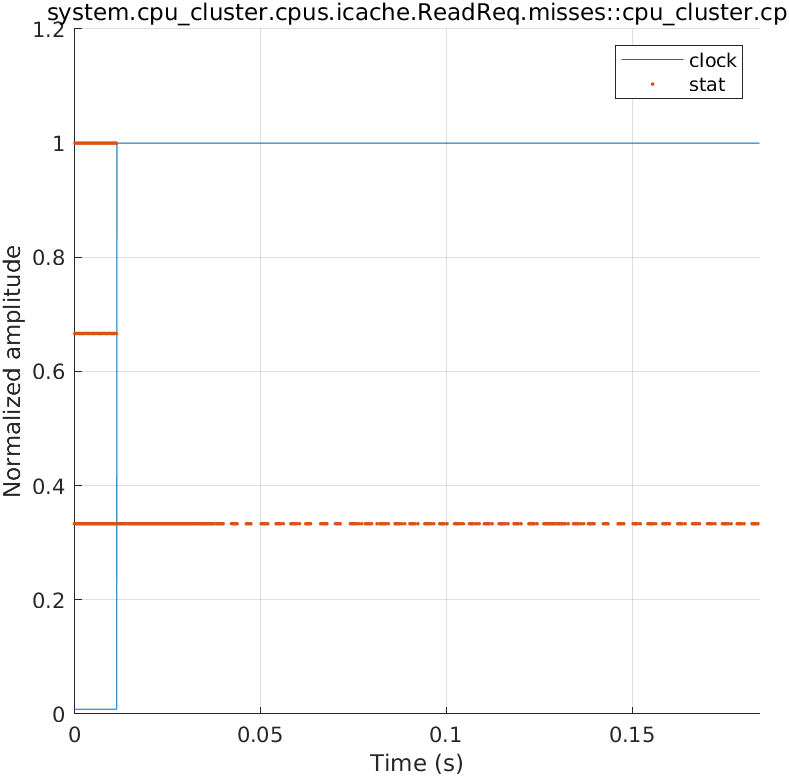 system.cpu_cluster.cpus.icache.ReadReq.misses::cpu_cluster.cp
1.2
1
0.8
0.6
0.4
0.2
0
Normalized amplitude
clock
stat
0
0.05
0.1
0.15
Time (s)